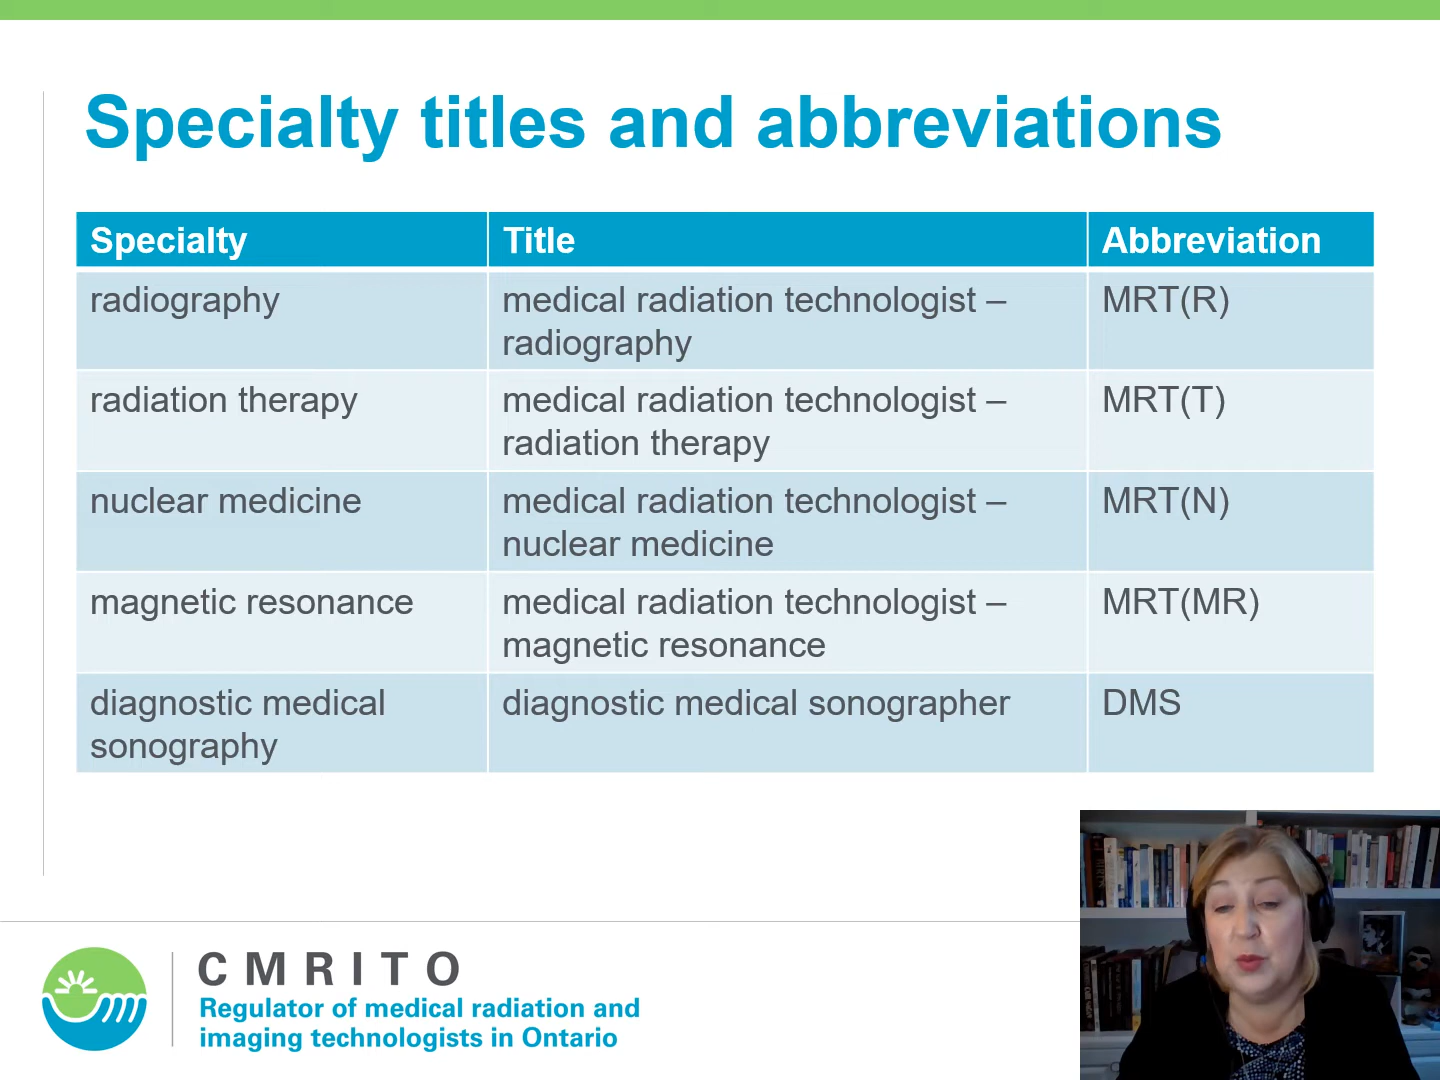 Specialty titles and abbreviations
Specialty Title Abbreviation
radiography medical radiation technologist – MRT(R)
radiography
radiation therapy medical radiation technologist – MRT(T)
radiation therapy
nuclear medicine medical radiation technologist – MRT(N)
nuclear medicine
magnetic resonance medical radiation technologist – MRT(MR)
magnetic resonance
diagnostic medical diagnostic medical sonographer DMS
sonography
CMRITO
Regulator of medical radiation and
imaging technologists in Ontario